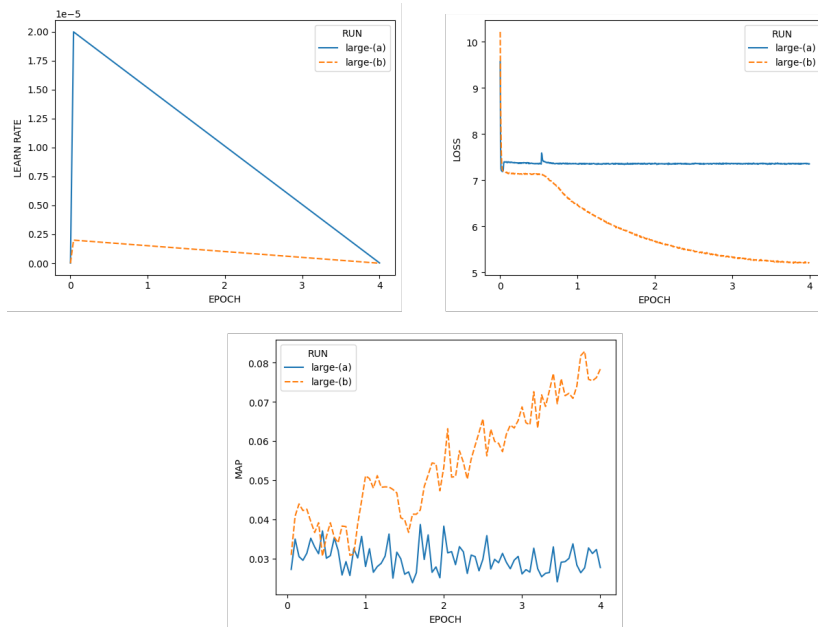 1e−5
LEARN RATE
2.00
1.75
1.50
1.25
1.00
0.75
0.50
0.25
0.00
0 1 2 3 4
EPOCH
RUN
large-(a)
large-(b)
LOSS
10
9
8
7
6
5
0 1 2 3 4
EPOCH
RUN
large-(a)
large-(b)
MAP
0.08
0.07
0.06
0.05
0.04
0.03
0 1 2 3 4
EPOCH
RUN
large-(a)
large-(b)